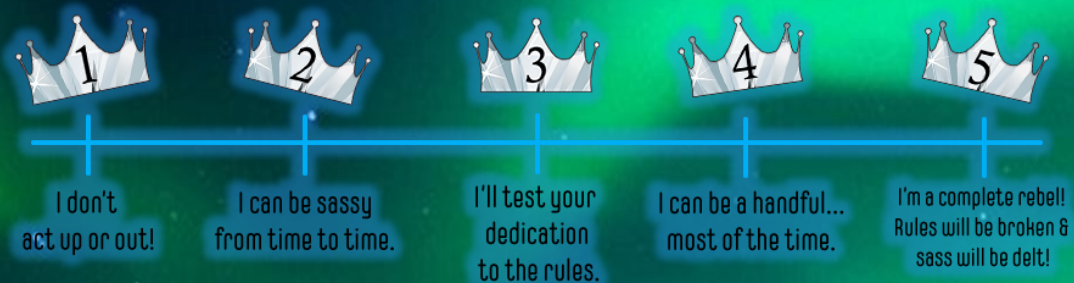 1
2
3
4
5
I don't
act up or out!
I can be sassy
from time to time.
I'll test your
dedication
to the rules.
I can be a handful...
most of the time.
I'm a complete rebel!
Rules will be broken &
sass will be delt!